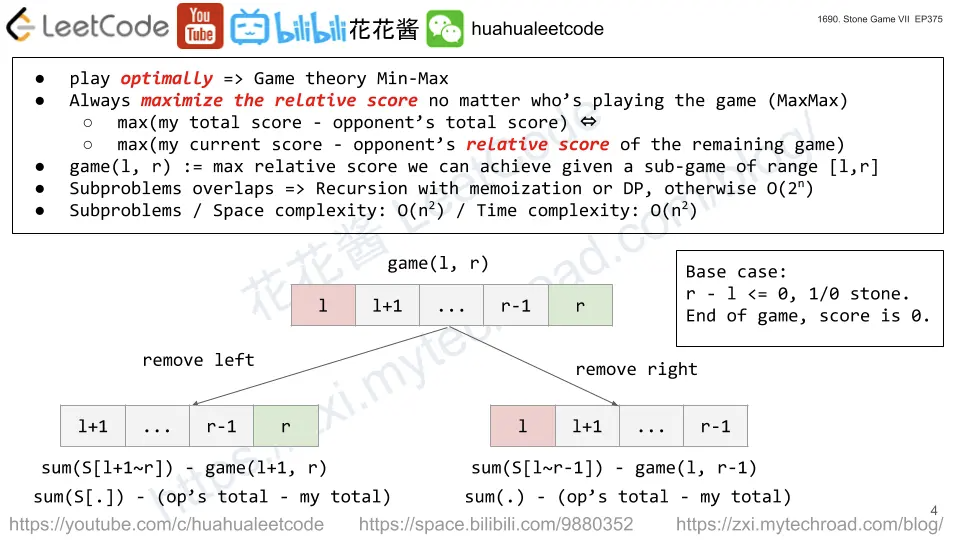 LeetCode You Tube bilibili 花花酱 huahualeetcode
1690. Stone Game VII EP375
● play optimally => Game theory Min-Max
● Always maximize the relative score no matter who’s playing the game (MaxMax)
○ max(my total score - opponent’s total score) ⇔
○ max(my current score - opponent’s relative score of the remaining game)
● game(l, r) := max relative score we can achieve given a sub-game of range [l,r]
● Subproblems overlaps => Recursion with memoization or DP, otherwise O(2ⁿ)
● Subproblems / Space complexity: O(n²) / Time complexity: O(n²)
game(l, r)
l l+1 ... r-1 r
Base case:
r - l <= 0, 1/0 stone.
End of game, score is 0.
remove left
remove right
l+1 ... r-1 r
l l+1 ... r-1
sum(S[l+1~r]) - game(l+1, r)
sum(S[l~r-1]) - game(l, r-1)
sum(S[.]) - (op’s total - my total)
sum(.) - (op’s total - my total)
花花酱 LeetCode
https://zxi.mytechroad.com/blog/
4
https://youtube.com/c/huahualeetcode https://space.bilibili.com/9880352 https://zxi.mytechroad.com/blog/